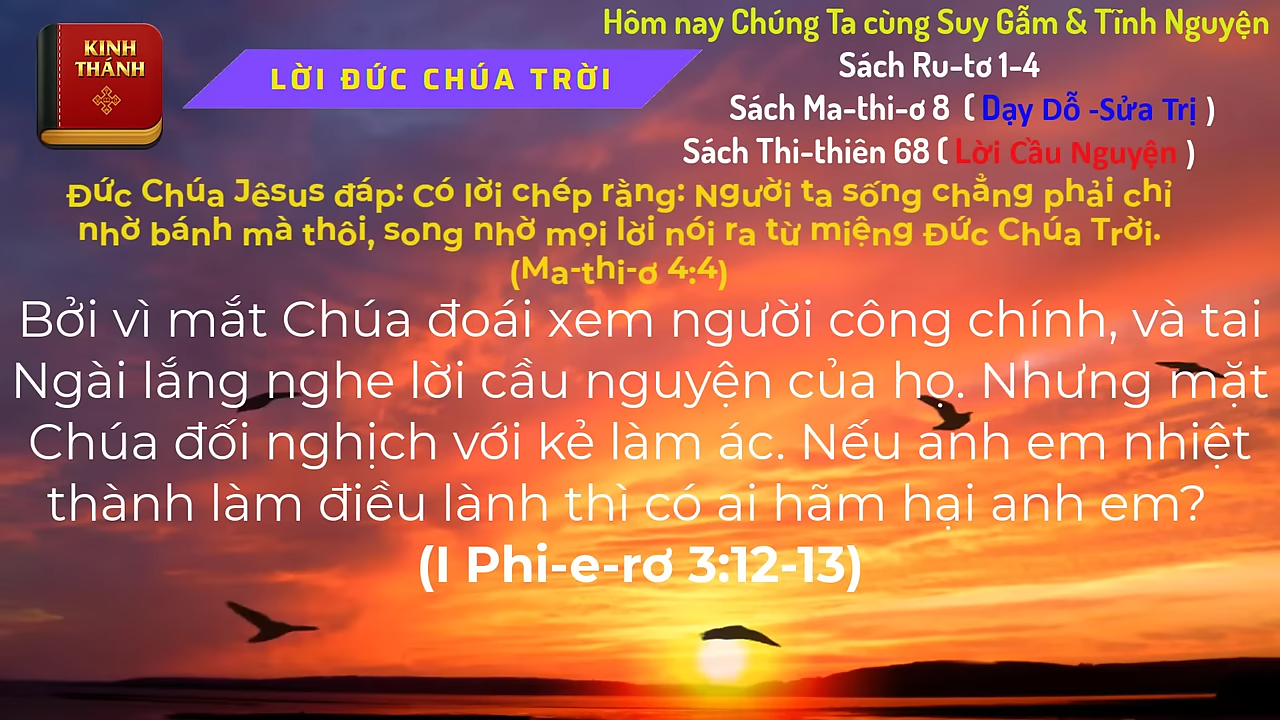 KINH
THÁNH
LỜI ĐỨC CHÚA TRỜI
Hôm nay Chúng Ta cùng Suy Gẫm & Tĩnh Nguyện
Sách Ru-tơ 1-4
Sách Ma-thi-ơ 8 ( Dạy Dỗ -Sửa Trị )
Sách Thi-thiên 68 ( Lời Cầu Nguyện )
Đức Chúa Jêsus đáp: Có lời chép rằng: Người ta sống chẳng phải chỉ
nhờ bánh mà thôi, song nhờ mọi lời nói ra từ miệng Đức Chúa Trời.
(Ma-thi-ơ 4:4)
Bởi vì mắt Chúa đoái xem người công chính, và tai
Ngài lắng nghe lời cầu nguyện của họ. Nhưng mặt
Chúa đối nghịch với kẻ làm ác. Nếu anh em nhiệt
thành làm điều lành thì có ai hãm hại anh em?
(I Phi-e-rơ 3:12-13)